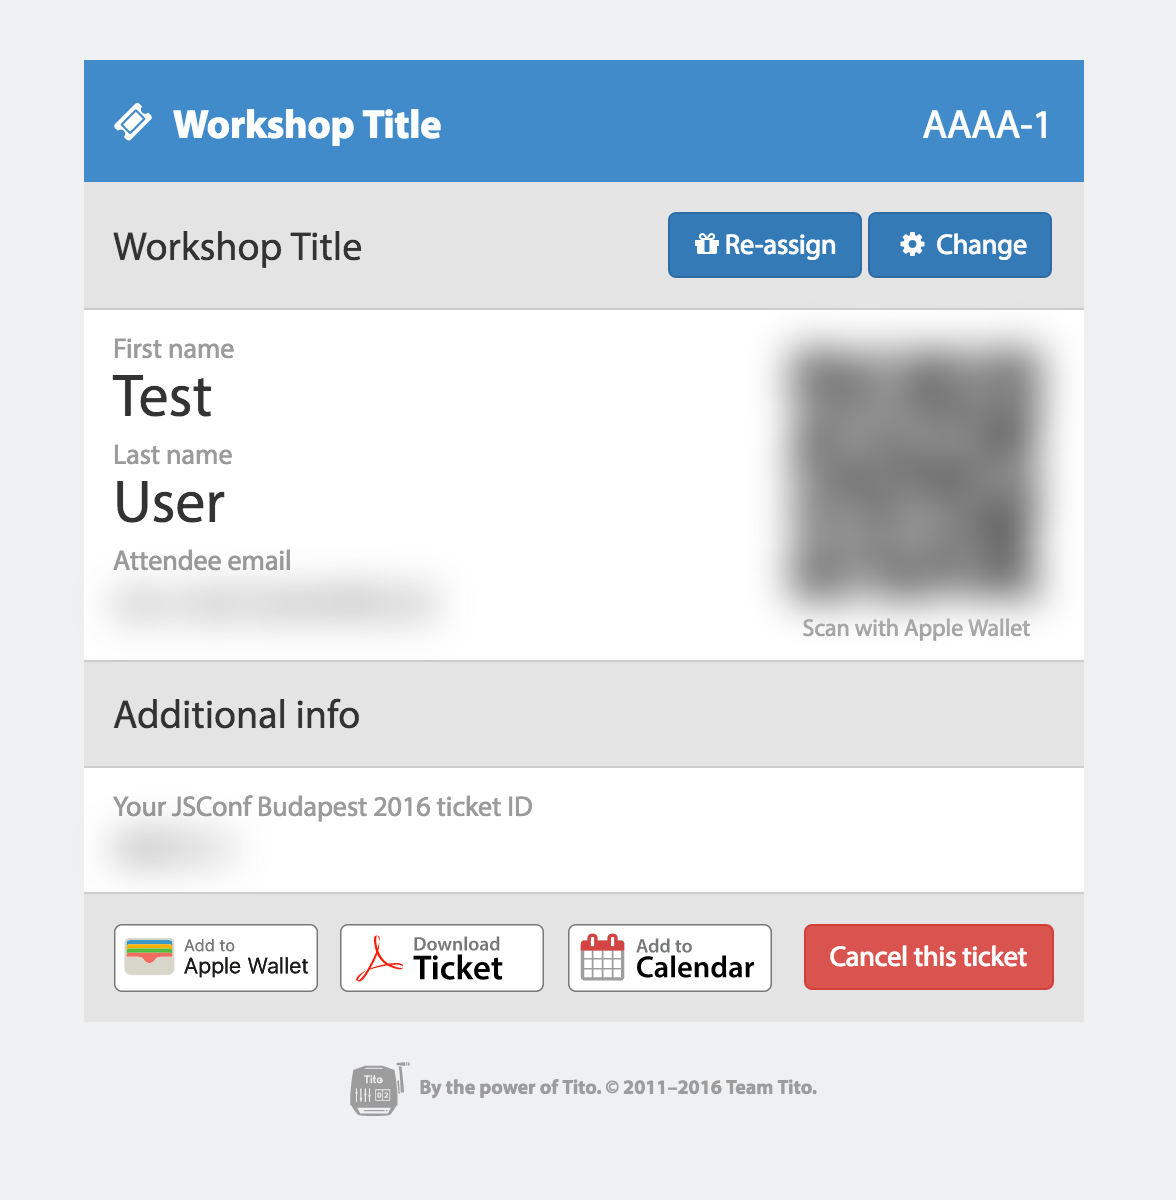 Workshop Title
AAAA-1
Workshop Title
Re-assign
Change
First name
Test
Last name
User
Attendee email
Scan with Apple Wallet
Additional info
Your JSConf Budapest 2016 ticket ID
Add to
Apple Wallet
Download
Ticket
Add to
Calendar
Cancel this ticket
Tito
02
By the power of Tito. © 2011–2016 Team Tito.